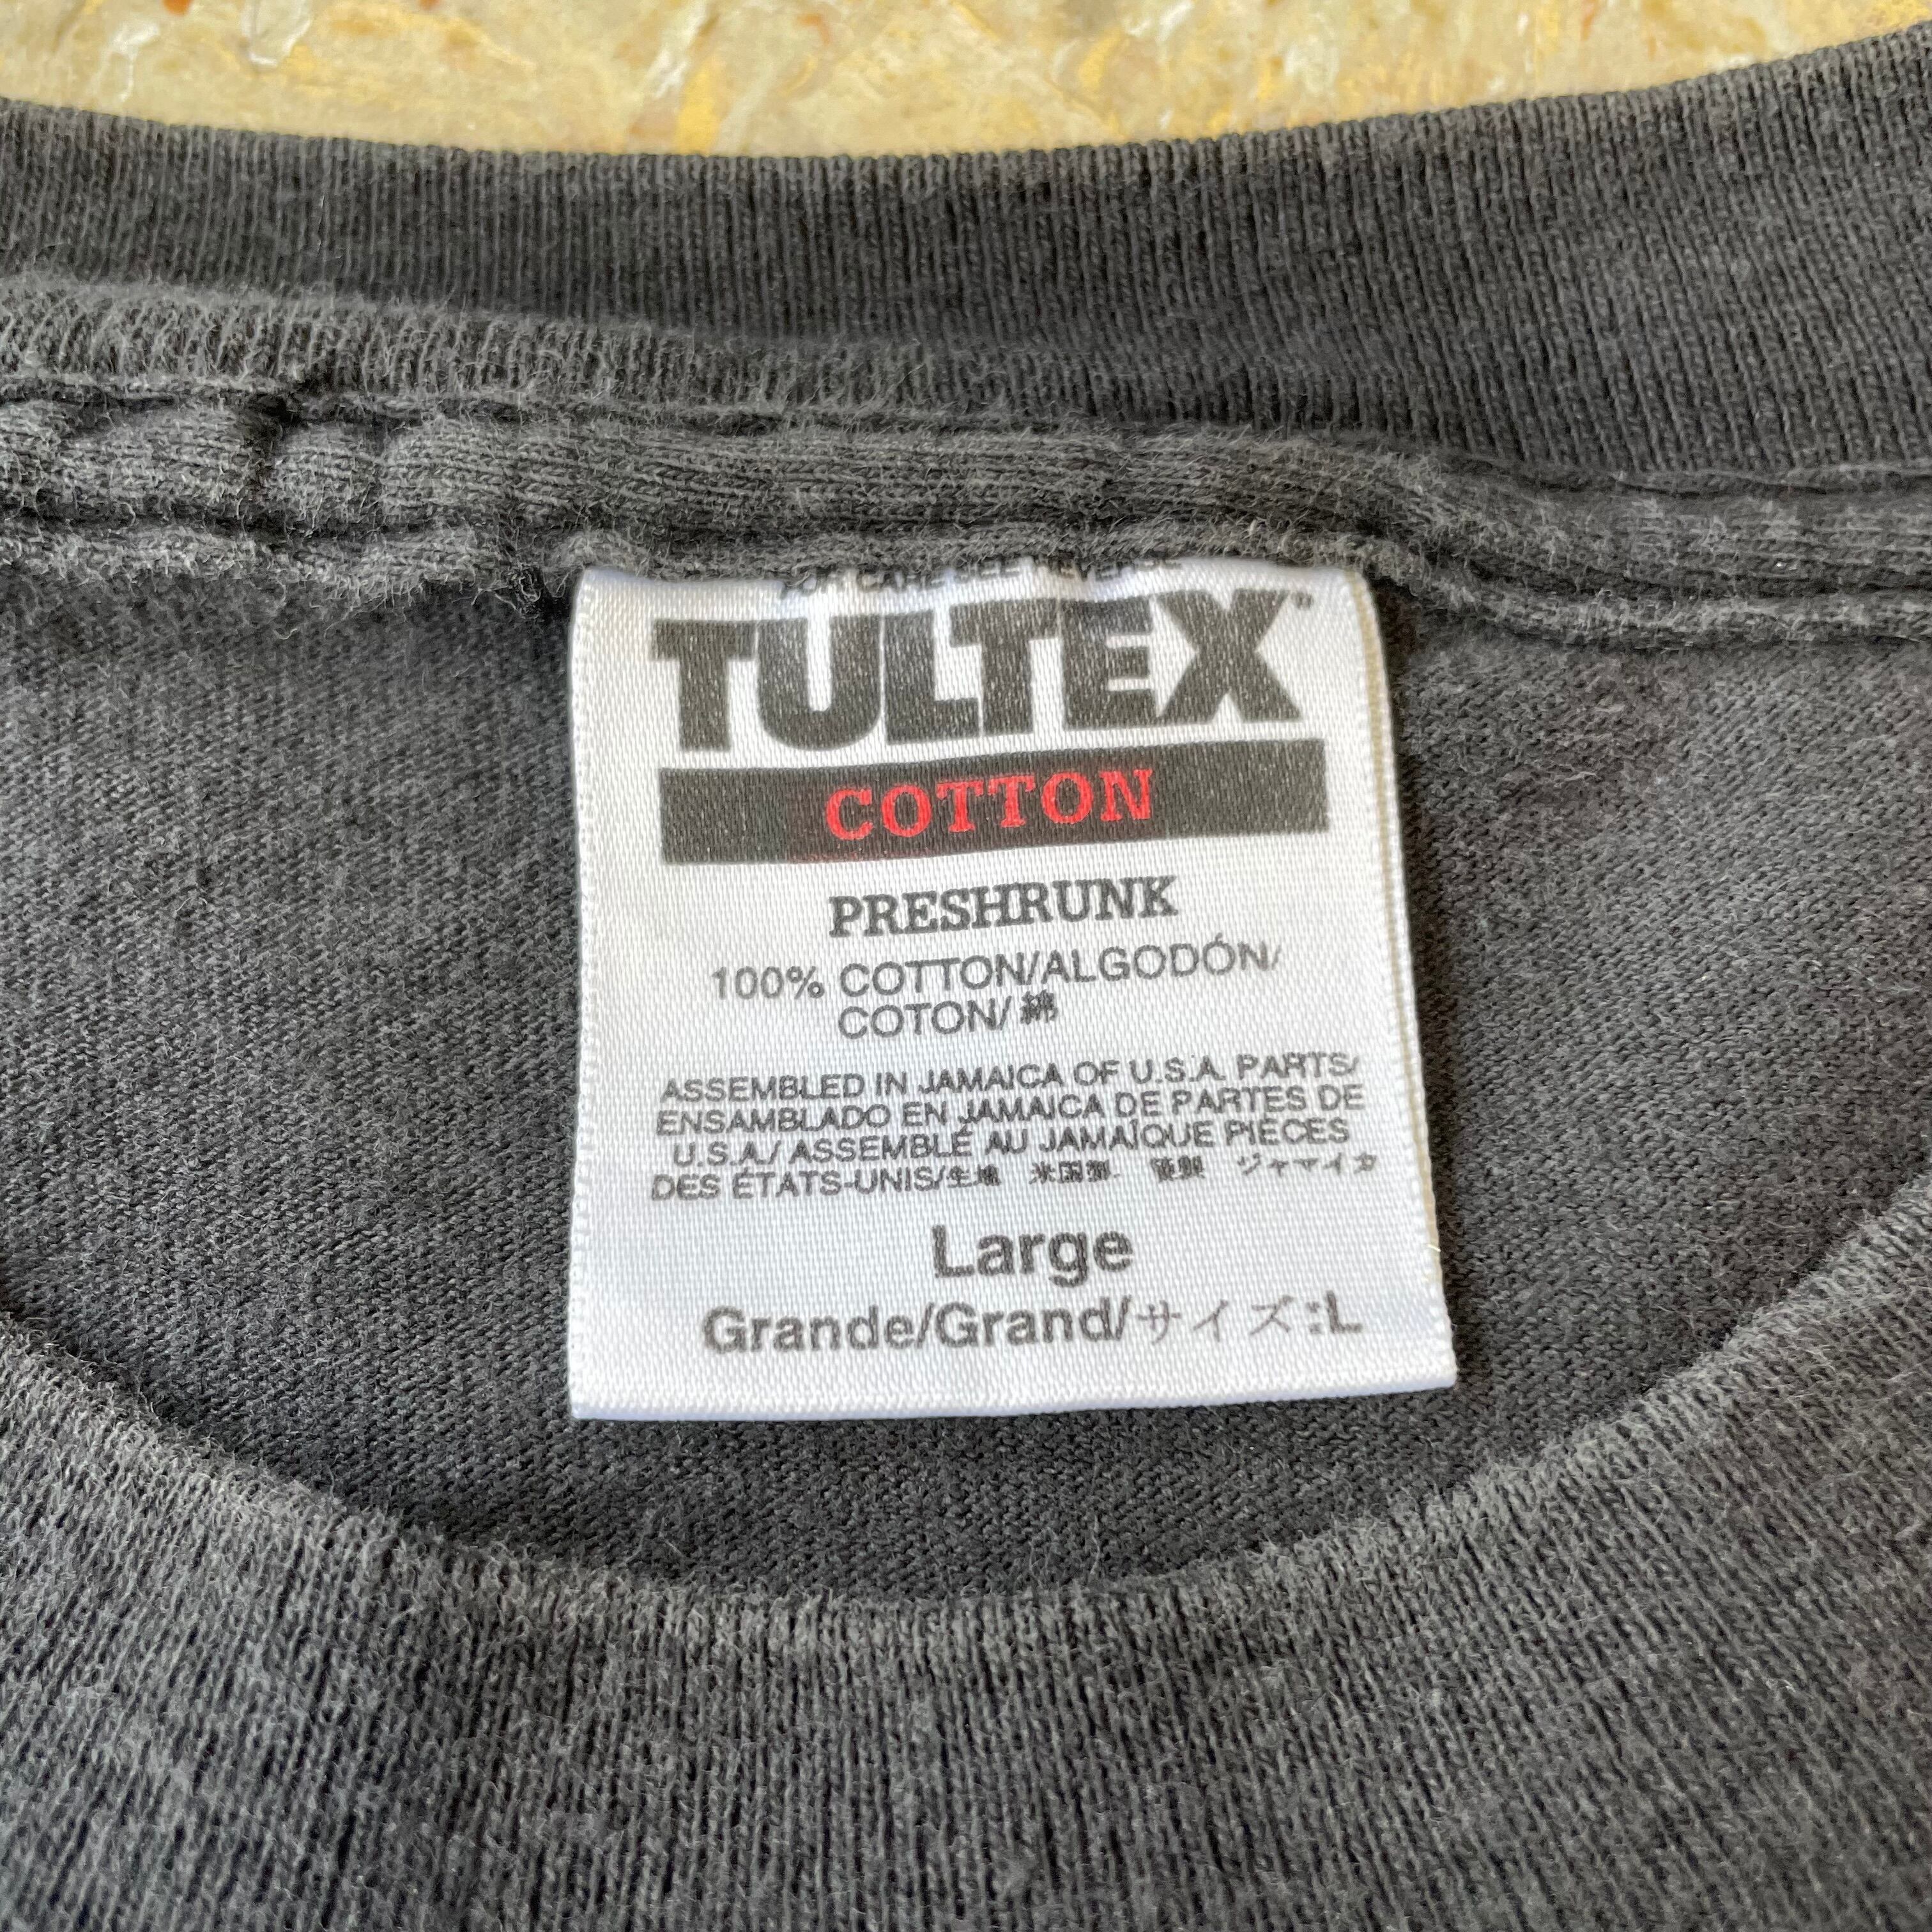 TULTEX
COTTON
PRESHRUNK
100% COTTON/ALGODÓN/
COTON/綿
ASSEMBLED IN JAMAICA OF U.S.A. PARTS/
ENSAMBLADO EN JAMAICA DE PARTES DE
U.S.A./ ASSEMBLÉ AU JAMAÏQUE PIÈCES
DES ÉTATS-UNIS/生地 米国製 縫製 ジャマイカ
Large
Grande/Grand/サイズ:L